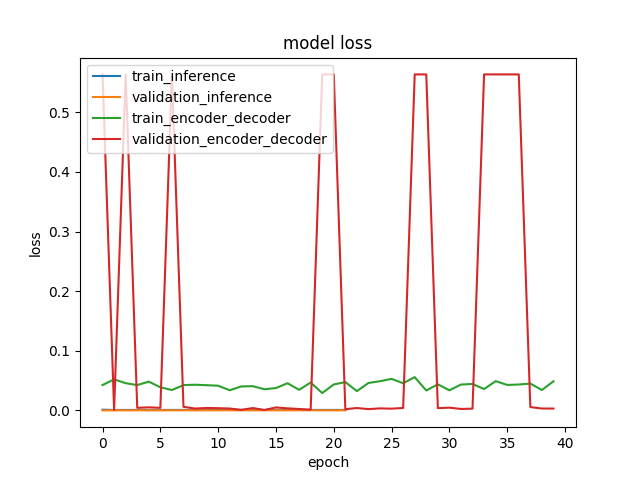 model loss
train_inference
validation_inference
train_encoder_decoder
validation_encoder_decoder
loss
0.5
0.4
0.3
0.2
0.1
0.0
0 5 10 15 20 25 30 35 40
epoch